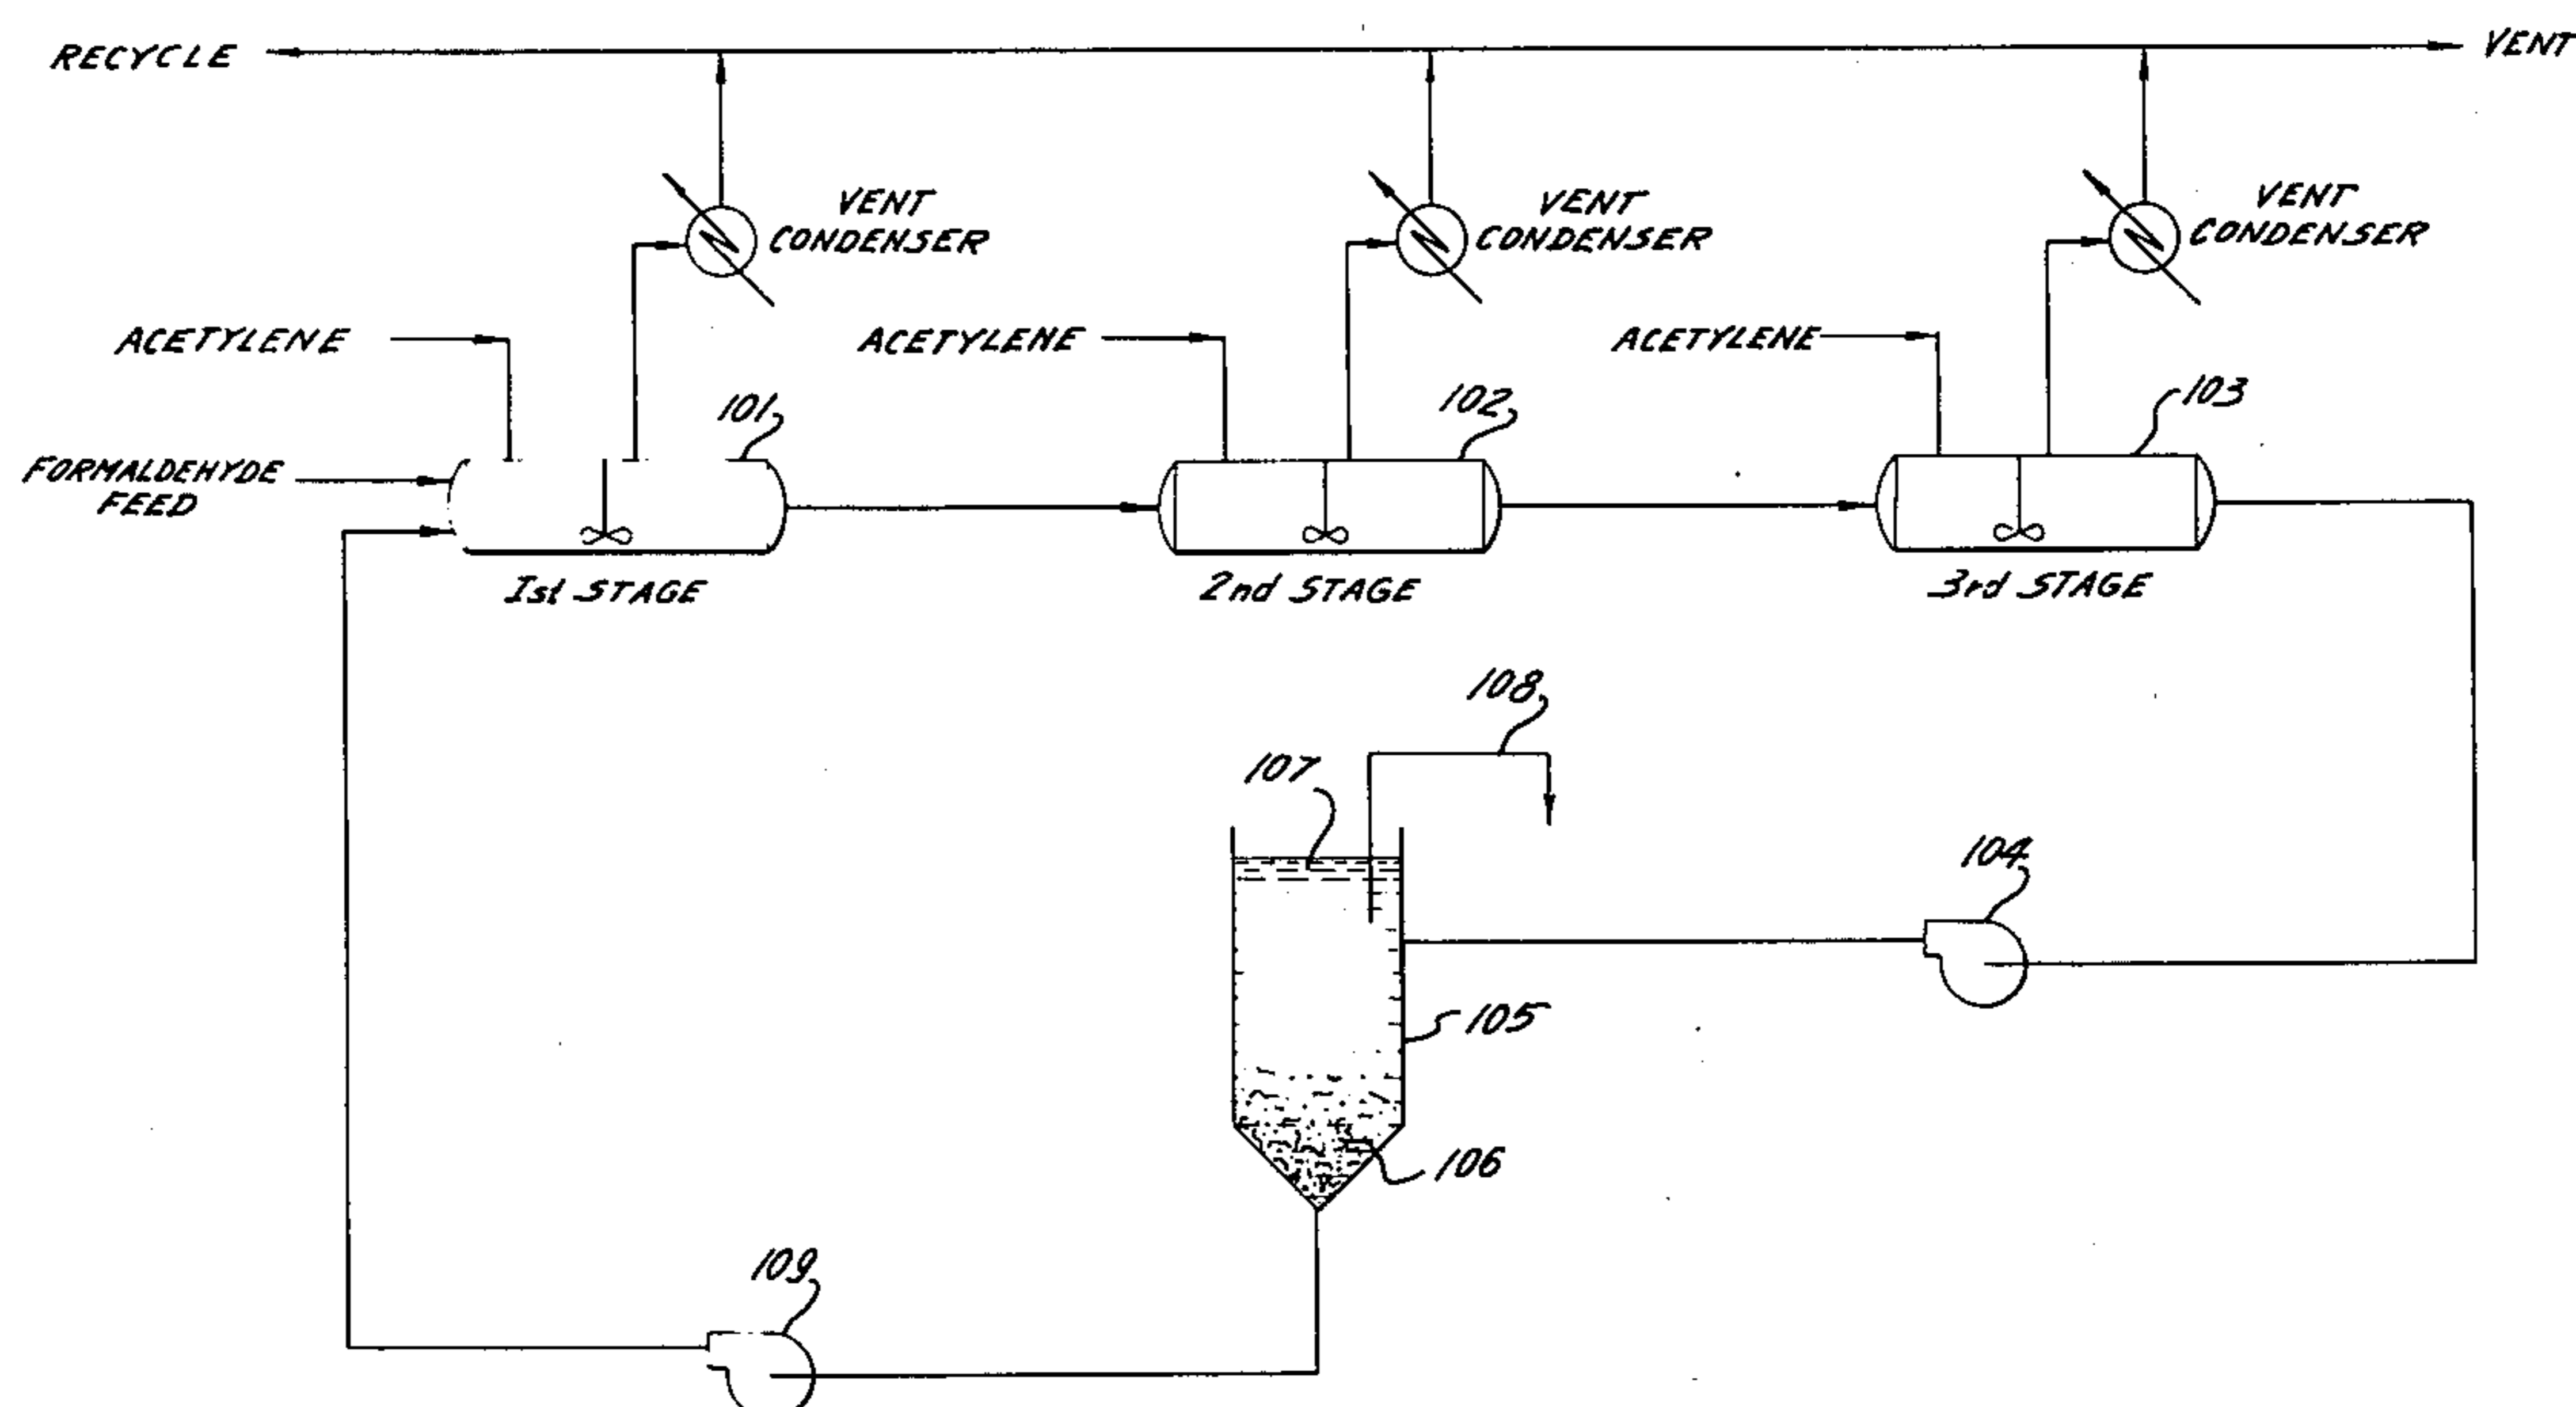 RECYCLE
VENT
VENT
CONDENSER
VENT
CONDENSER
VENT
CONDENSER
ACETYLENE
ACETYLENE
ACETYLENE
101
102
103
FORMALDEHYDE
FEED
1st STAGE
2nd STAGE
3rd STAGE
108
107
104
105
106
109